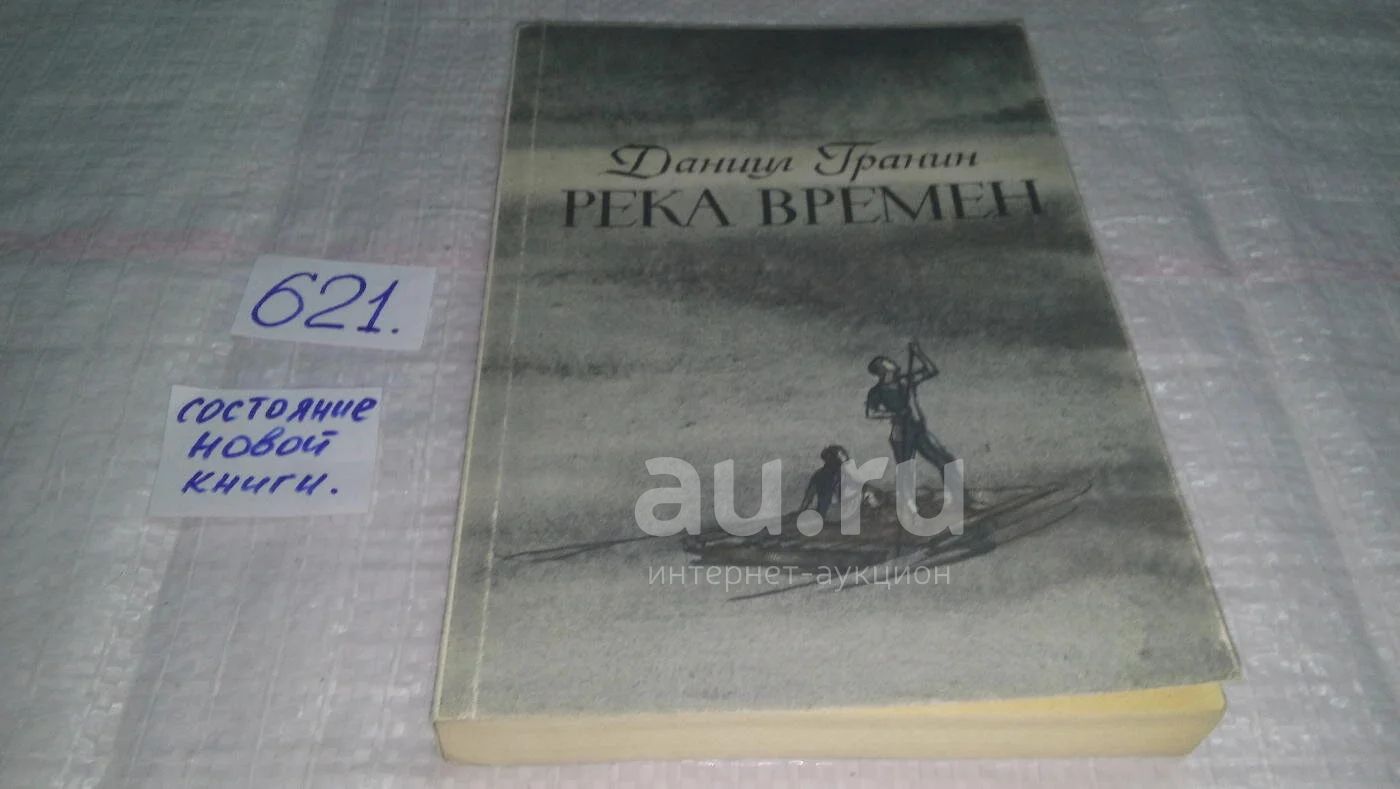 Даниил Гранин
РЕКА ВРЕМЕН
621.
состояние
новой
книги.
au.ru
интернет-аукцион